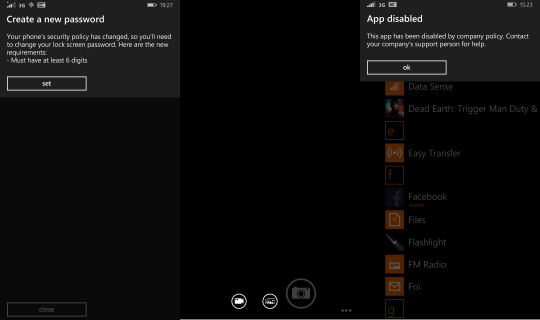 3G
19:27
Create a new password
Your phone's security policy has changed, so you'll need
to change your lock screen password. Here are the new
requirements:
- Must have at least 6 digits
set
close
3G
15:23
App disabled
This app has been disabled by company policy. Contact
your company's support person for help.
ok
Data Sense
Dead Earth: Trigger Man Duty &
e
Easy Transfer
f
Facebook
Files
Flashlight
FM Radio
Foi
g